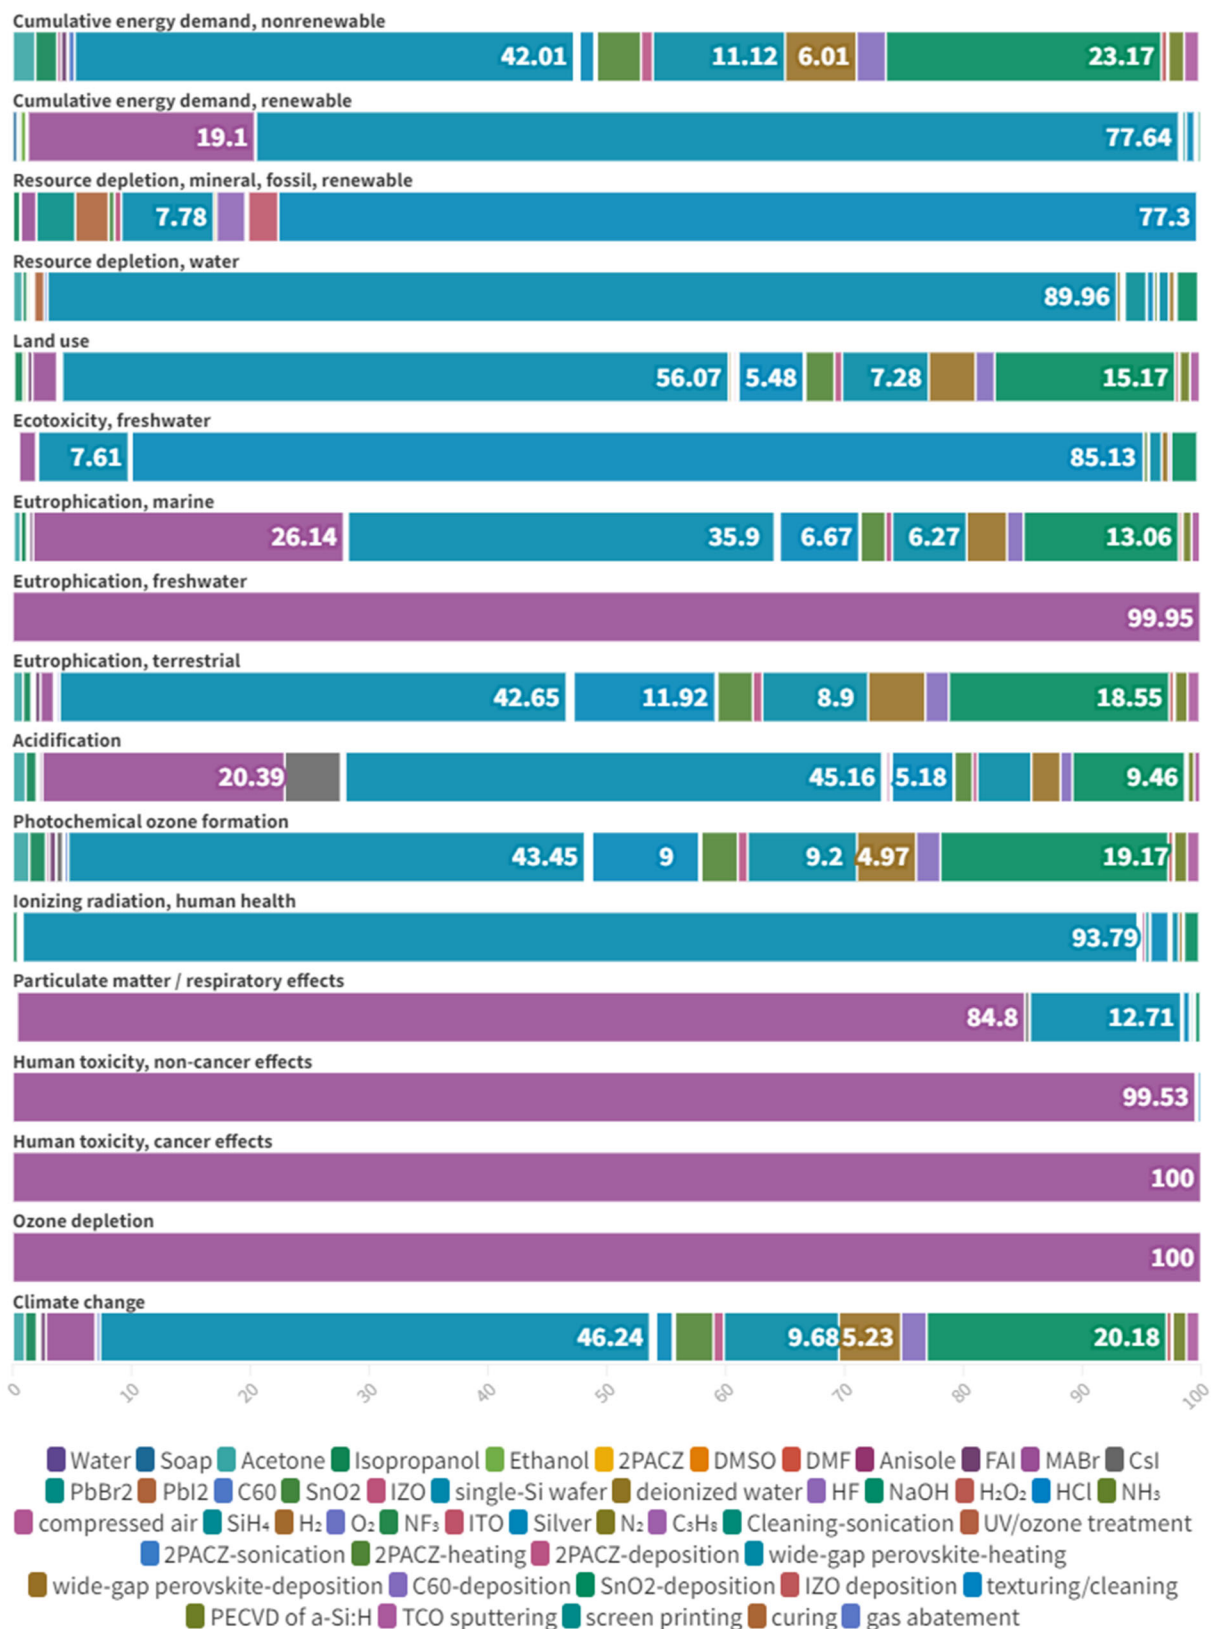 Cumulative energy demand, nonrenewable
42.01 11.12 6.01 23.17
Cumulative energy demand, renewable
19.1 77.64
Resource depletion, mineral, fossil, renewable
7.78 77.3
Resource depletion, water
89.96
Land use
56.07 5.48 7.28 15.17
Ecotoxicity, freshwater
7.61 85.13
Eutrophication, marine
26.14 35.9 6.67 6.27 13.06
Eutrophication, freshwater
99.95
Eutrophication, terrestrial
42.65 11.92 8.9 18.55
Acidification
20.39 45.16 5.18 9.46
Photochemical ozone formation
43.45 9 9.2 4.97 19.17
Ionizing radiation, human health
93.79
Particulate matter / respiratory effects
84.8 12.71
Human toxicity, non-cancer effects
99.53
Human toxicity, cancer effects
100
Ozone depletion
100
Climate change
46.24 9.68 5.23 20.18
0 10 20 30 40 50 60 70 80 90 100
Water Soap Acetone Isopropanol Ethanol 2PACZ DMSO DMF Anisole FAI MABr CsI
PbBr2 PbI2 C60 SnO2 IZO single-Si wafer deionized water HF NaOH H₂O₂ HCl NH₃
compressed air SiH₄ H₂ O₂ NF₃ ITO Silver N₂ C₃H₈ Cleaning-sonication UV/ozone treatment
2PACZ-sonication 2PACZ-heating 2PACZ-deposition wide-gap perovskite-heating
wide-gap perovskite-deposition C60-deposition SnO2-deposition IZO deposition texturing/cleaning
PECVD of a-Si:H TCO sputtering screen printing curing gas abatement